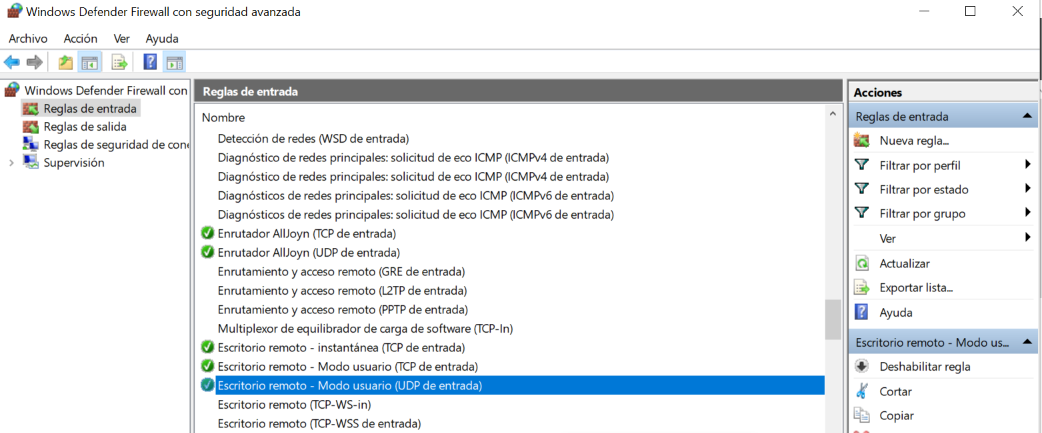 Windows Defender Firewall con seguridad avanzada
Archivo Acción Ver Ayuda
Windows Defender Firewall con
Reglas de entrada
Reglas de salida
Reglas de seguridad de cone
Supervisión
Reglas de entrada
Nombre
Detección de redes (WSD de entrada)
Diagnóstico de redes principales: solicitud de eco ICMP (ICMPv4 de entrada)
Diagnóstico de redes principales: solicitud de eco ICMP (ICMPv4 de entrada)
Diagnósticos de redes principales: solicitud de eco ICMP (ICMPv6 de entrada)
Diagnósticos de redes principales: solicitud de eco ICMP (ICMPv6 de entrada)
Enrutador AllJoyn (TCP de entrada)
Enrutador AllJoyn (UDP de entrada)
Enrutamiento y acceso remoto (GRE de entrada)
Enrutamiento y acceso remoto (L2TP de entrada)
Enrutamiento y acceso remoto (PPTP de entrada)
Multiplexor de equilibrador de carga de software (TCP-In)
Escritorio remoto - instantánea (TCP de entrada)
Escritorio remoto - Modo usuario (TCP de entrada)
Escritorio remoto - Modo usuario (UDP de entrada)
Escritorio remoto (TCP-WS-in)
Escritorio remoto (TCP-WSS de entrada)
Acciones
Reglas de entrada
Nueva regla...
Filtrar por perfil
Filtrar por estado
Filtrar por grupo
Ver
Actualizar
Exportar lista...
Ayuda
Escritorio remoto - Modo us...
Deshabilitar regla
Cortar
Copiar